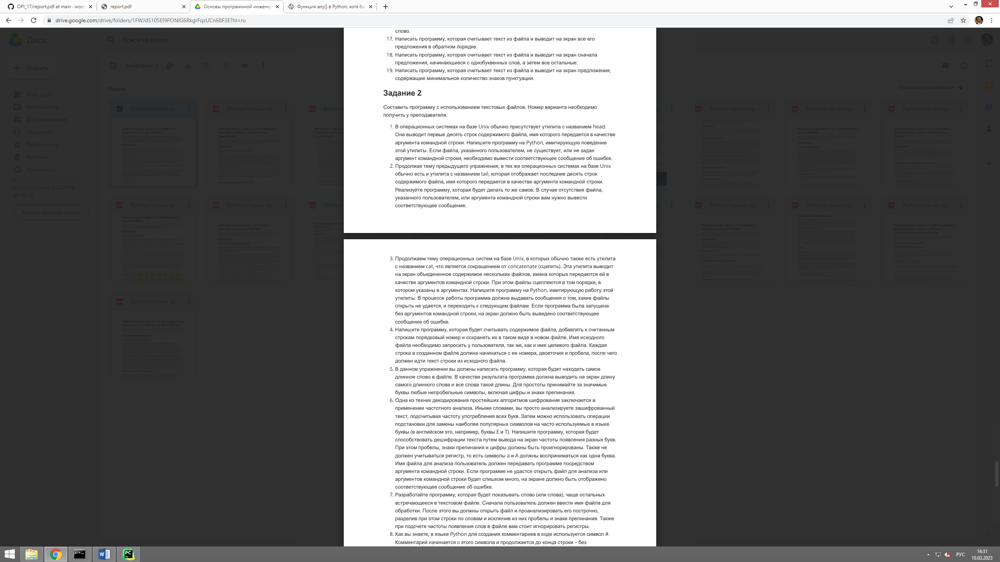 OPI_17/report.pdf at main · woes
report.pdf
Основы программной инженер
Функция any() в Python, хотя бы
drive.google.com/drive/folders/1FWJdS105EI9PONIG6RkgrFqzUCn68F3E?hl=ru
Диск
Поиск на Диске
Создать
выбрано: 1
Файлы
Последнее изменение
Мой диск
Компьютеры
Доступные мне
Недавние
Помеченные
Корзина
Хранилище
Использовано 552,2 МБ
из 15 ГБ
Купить больше места
Лабораторная ра...
Лабораторная ра...
Лабораторная ра...
Лабораторная ра...
Лабораторная ра...
Лабораторная ра...
Лабораторная ра...
Лабораторная ра...
Лабораторная ра...
Лабораторная ра...
Лабораторная ра...
слово.
17. Написать программу, которая считывает текст из файла и выводит на экран все его
предложения в обратном порядке.
18. Написать программу, которая считывает текст из файла и выводит на экран сначала
предложения, начинающиеся с однобуквенных слов, а затем все остальные.
19. Написать программу, которая считывает текст из файла и выводит на экран предложения,
содержащие минимальное количество знаков пунктуации.
Задание 2
Составить программу с использованием текстовых файлов. Номер варианта необходимо
получить у преподавателя.
1. В операционных системах на базе Unix обычно присутствует утилита с названием head.
Она выводит первые десять строк содержимого файла, имя которого передается в качестве
аргумента командной строки. Напишите программу на Python, имитирующую поведение
этой утилиты. Если файла, указанного пользователем, не существует, или не задан
аргумент командной строки, необходимо вывести соответствующее сообщение об ошибке.
2. Продолжая тему предыдущего упражнения, в тех же операционных системах на базе Unix
обычно есть и утилита с названием tail, которая отображает последние десять строк
содержимого файла, имя которого передается в качестве аргумента командной строки.
Реализуйте программу, которая будет делать то же самое. В случае отсутствия файла,
указанного пользователем, или аргумента командной строки вам нужно вывести
соответствующее сообщение.
3. Продолжаем тему операционных систем на базе Unix, в которых обычно также есть утилита
с названием cat, что является сокращением от concatenate (сцепить). Эта утилита выводит
на экран объединенное содержимое нескольких файлов, имена которых передаются ей в
качестве аргументов командной строки. При этом файлы сцепляются в том порядке, в
котором указаны в аргументах. Напишите программу на Python, имитирующую работу этой
утилиты. В процессе работы программа должна выдавать сообщения о том, какие файлы
открыть не удается, и переходить к следующим файлам. Если программа была запущена
без аргументов командной строки, на экран должно быть выведено соответствующее
сообщение об ошибке.
4. Напишите программу, которая будет считывать содержимое файла, добавлять к считанным
строкам порядковый номер и сохранять их в таком виде в новом файле. Имя исходного
файла необходимо запросить у пользователя, так же, как и имя целевого файла. Каждая
строка в созданном файле должна начинаться с ее номера, двоеточия и пробела, после чего
должен идти текст строки из исходного файла.
5. В данном упражнении вы должны написать программу, которая будет находить самое
длинное слово в файле. В качестве результата программа должна выводить на экран длину
самого длинного слова и все слова такой длины. Для простоты принимайте за значимые
буквы любые непробельные символы, включая цифры и знаки препинания.
6. Одна из техник декодирования простейших алгоритмов шифрования заключается в
применении частотного анализа. Иными словами, вы просто анализируете зашифрованный
текст, подсчитывая частоту употребления всех букв. Затем можно использовать операции
подстановки для замены наиболее популярных символов на часто используемые в языке
буквы (в английском это, например, буквы E и T). Напишите программу, которая будет
способствовать дешифрации текста путем вывода на экран частоты появления разных букв.
При этом пробелы, знаки препинания и цифры должны быть проигнорированы. Также не
должен учитываться регистр, то есть символы a и A должны восприниматься как одна буква.
Имя файла для анализа пользователь должен передавать программе посредством
аргумента командной строки. Если программе не удастся открыть файл для анализа или
аргументов командной строки будет слишком много, на экране должно быть отображено
соответствующее сообщение об ошибке.
7. Разработайте программу, которая будет показывать слово (или слова), чаще остальных
встречающееся в текстовом файле. Сначала пользователь должен ввести имя файла для
обработки. После этого вы должны открыть файл и проанализировать его построчно,
разделив при этом строки по словам и исключив из них пробелы и знаки препинания. Также
при подсчете частоты появления слов в файле вам стоит игнорировать регистры.
8. Как вы знаете, в языке Python для создания комментариев в коде используется символ #.
Комментарий начинается с этого символа и продолжается до конца строки – без
РУС
14:31
10.03.2023